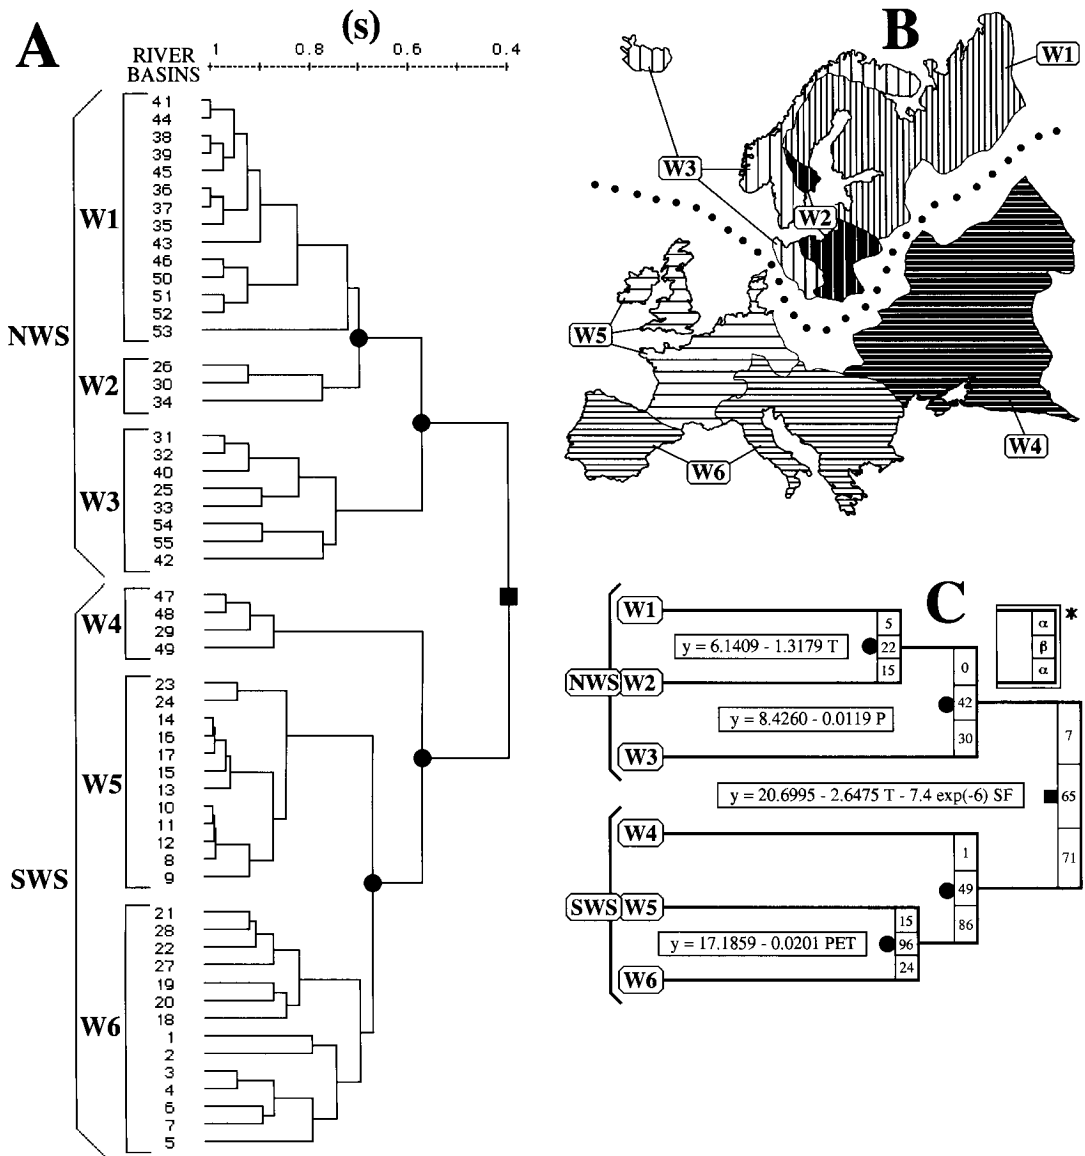 A
(s)
1 0.8 0.6 0.4
RIVER
BASINS
NWS
W1
41
44
38
39
45
36
37
35
43
46
50
51
52
53
W2
26
30
34
W3
31
32
40
25
33
54
55
42
SWS
W4
47
48
29
49
W5
23
24
14
16
17
15
13
10
11
12
8
9
W6
21
28
22
27
19
20
18
1
2
3
4
6
7
5
B
W1
W3
W2
W5
W4
W6
C
W1
5
y = 6.1409 - 1.3179 T
22
15
NWS W2
0
y = 8.4260 - 0.0119 P
42
30
W3
α
β
α
*
7
y = 20.6995 - 2.6475 T - 7.4 exp(-6) SF
65
71
W4
1
49
86
SWS W5
15
y = 17.1859 - 0.0201 PET
96
24
W6